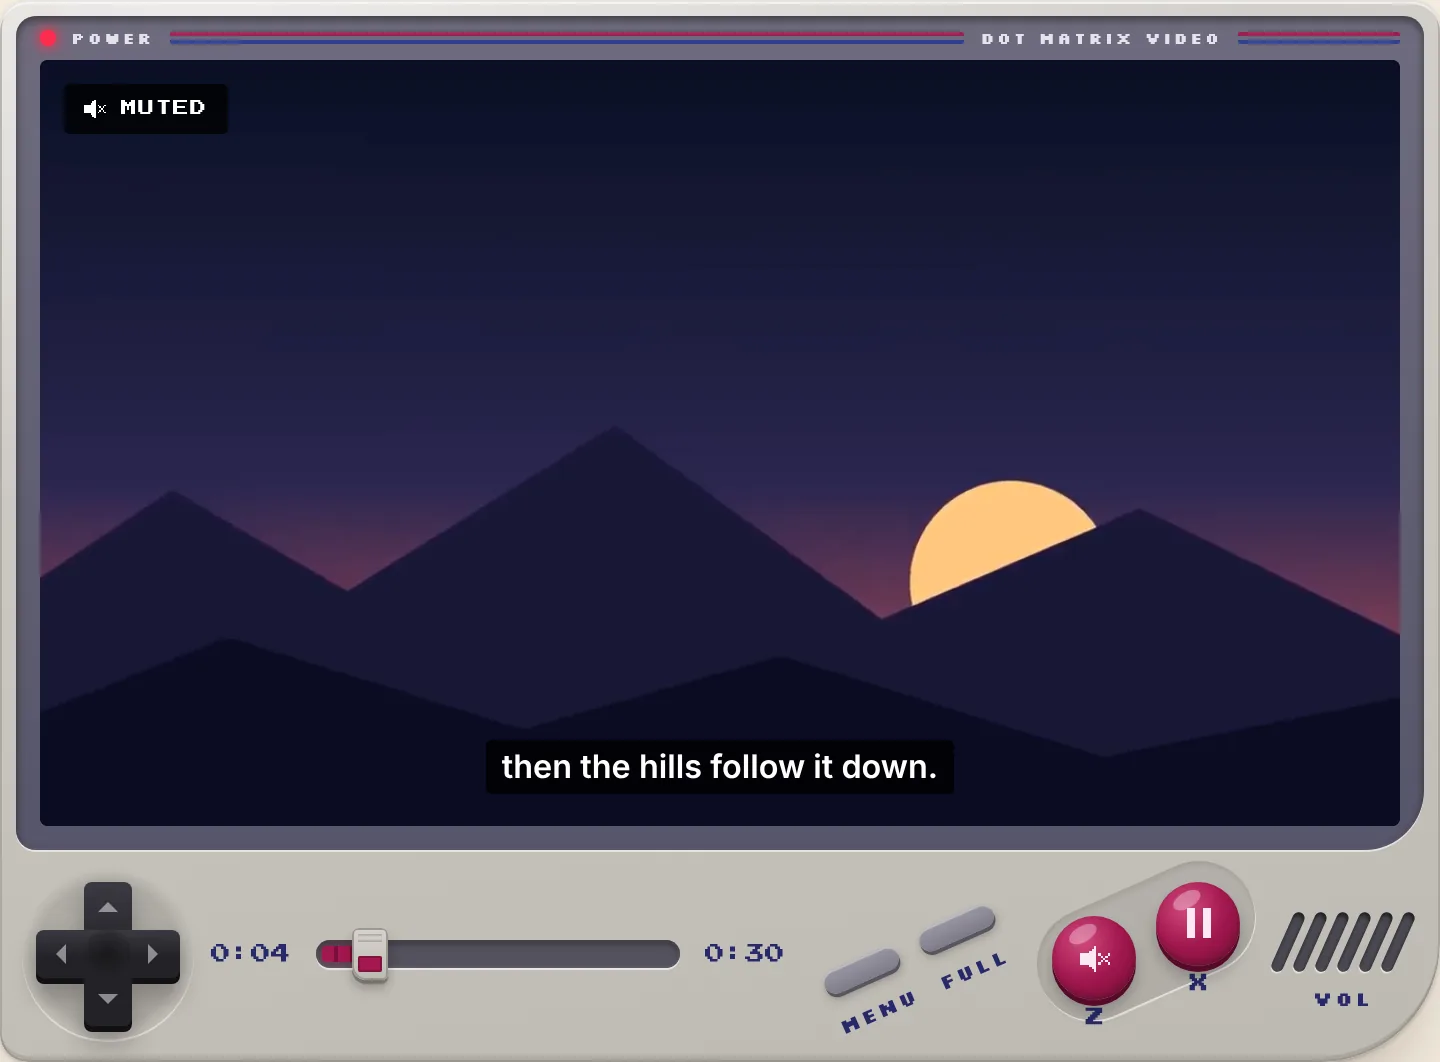 POWER
DOT MATRIX VIDEO
MUTED
then the hills follow it down.
0:04
0:30
MENU
FULL
Z
X
VOL